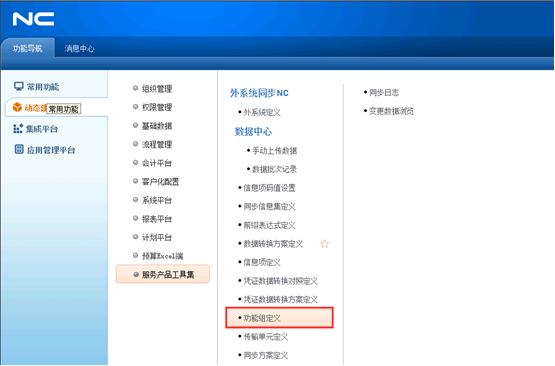 NC
功能导航
消息中心
常用功能
动态建
常用功能
集成平台
应用管理平台
组织管理
权限管理
基础数据
流程管理
会计平台
客户化配置
系统平台
报表平台
计划平台
预算Excel端
服务产品工具集
外系统同步NC
外系统定义
数据中心
手动上传数据
数据批次记录
信息项码值设置
同步信息集定义
前缀表达式定义
数据转换方案定义
信息项定义
凭证数据转换对照定义
凭证数据转换方案定义
功能组定义
传输单元定义
同步方案定义
同步日志
变更数据浏览